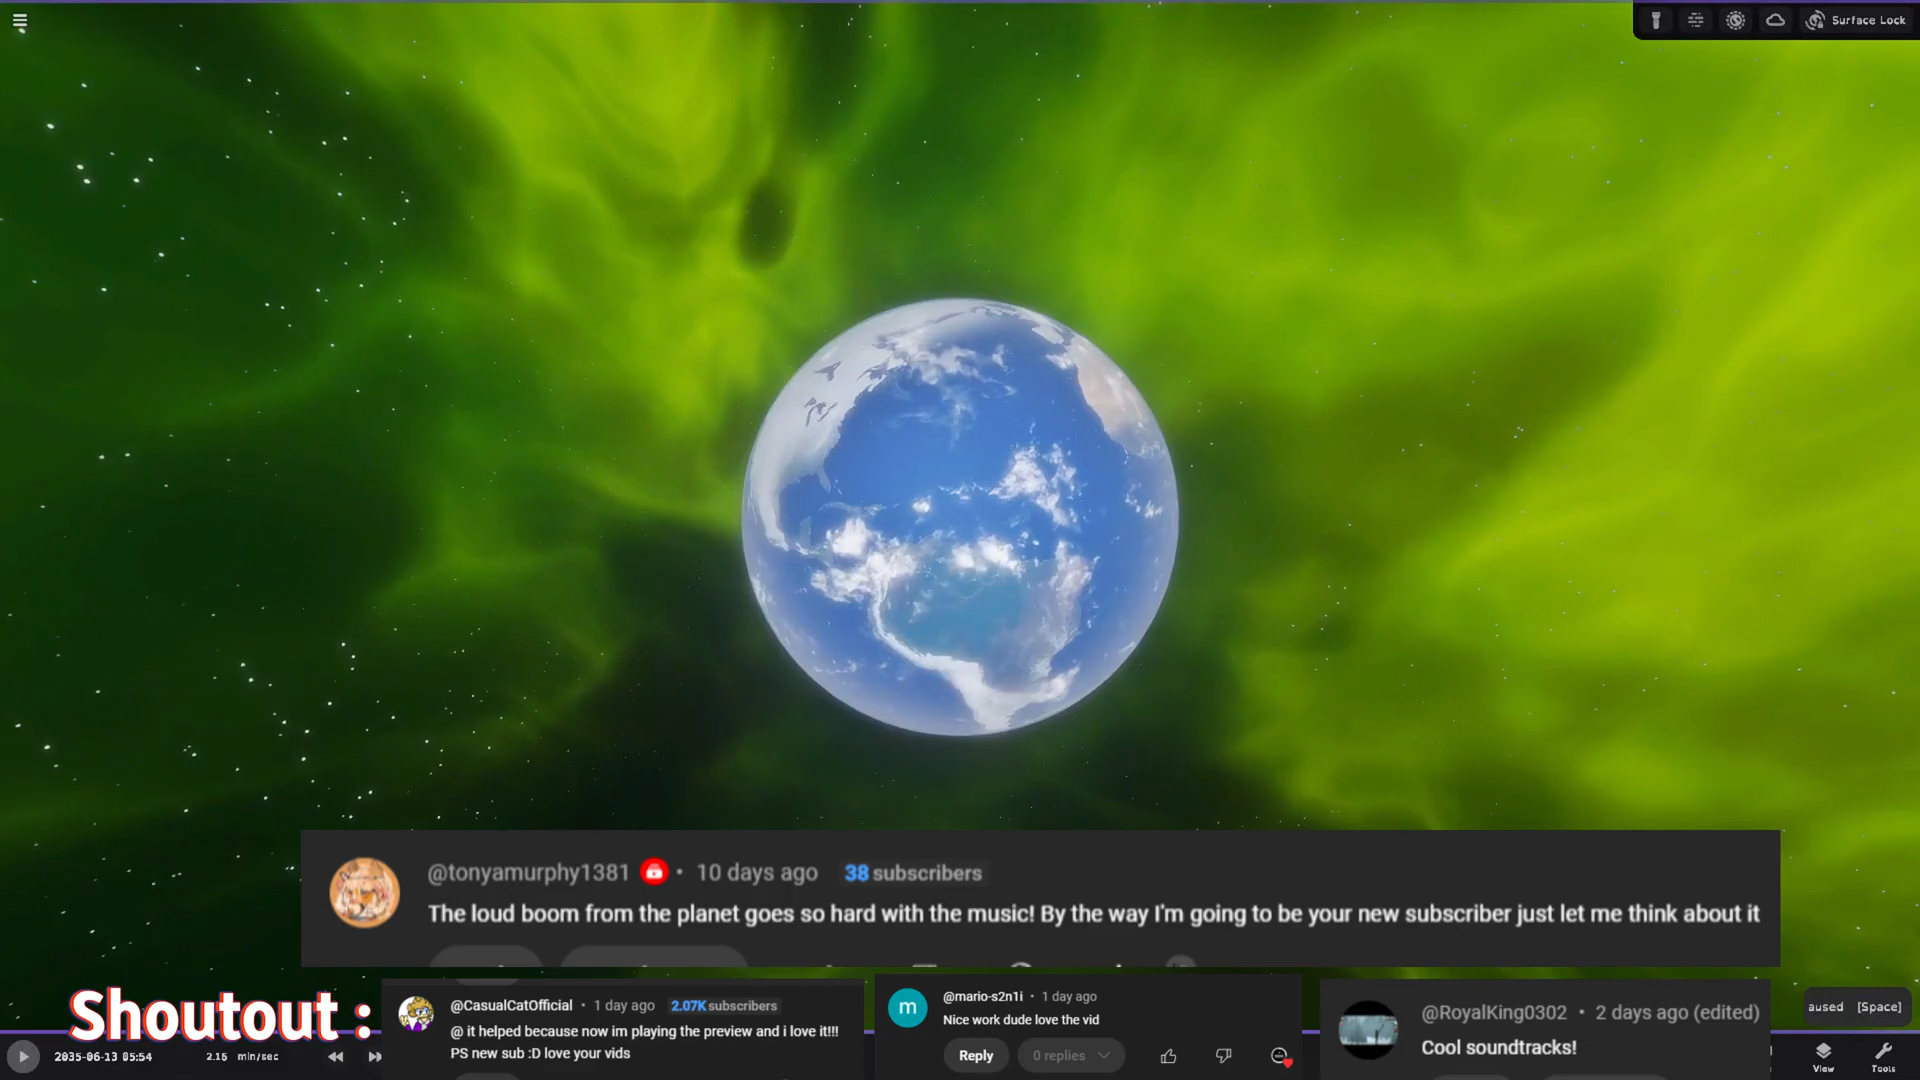 Surface Lock
@tonyamurphy1381 • 10 days ago 38 subscribers
The loud boom from the planet goes so hard with the music! By the way I'm going to be your new subscriber just let me think about it
Shoutout :
@CasualCatOfficial • 1 day ago 2.07K subscribers
@ it helped because now im playing the preview and i love it!!!
PS new sub :D love your vids
m
@mario-s2n1i • 1 day ago
Nice work dude love the vid
Reply 0 replies
@RoyalKing0302 • 2 days ago (edited)
Cool soundtracks!
aused [Space]
2035-06-13 05:54 2.15 min/sec
View
Tools